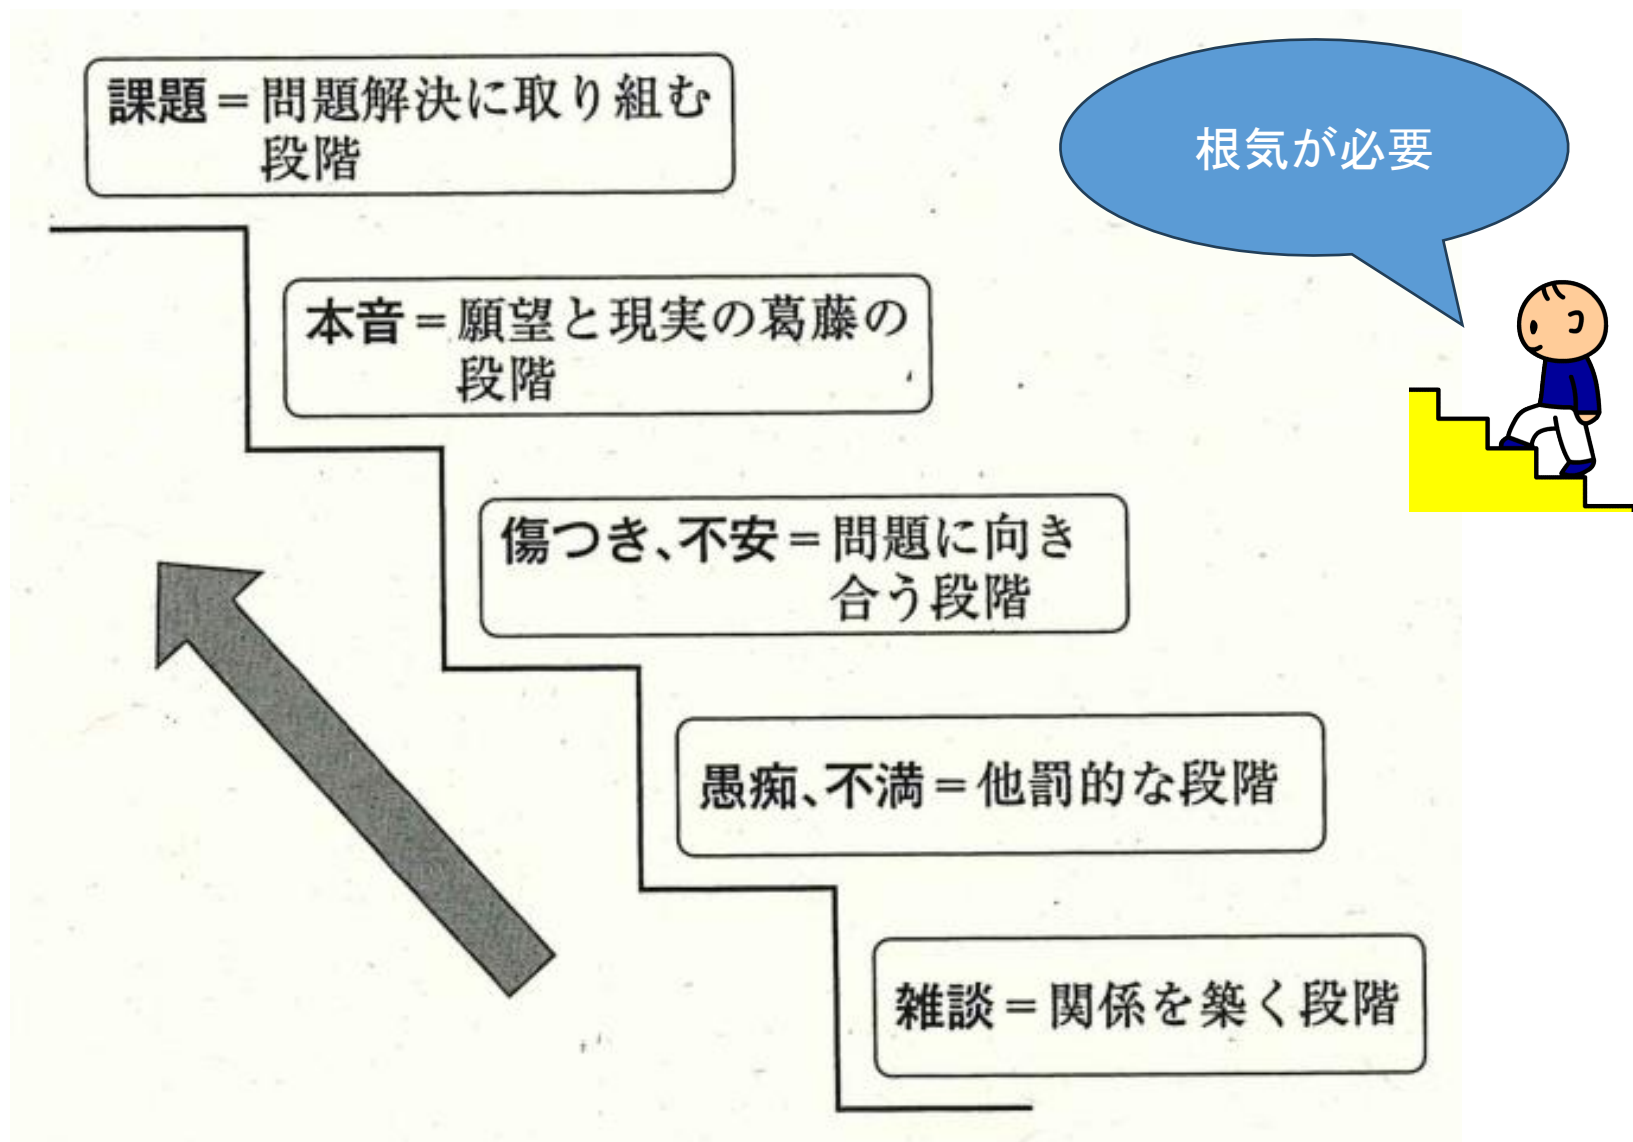 課題＝問題解決に取り組む
段階
根気が必要
本音＝願望と現実の葛藤の
段階
傷つき、不安＝問題に向き
合う段階
愚痴、不満＝他罰的な段階
雑談＝関係を築く段階